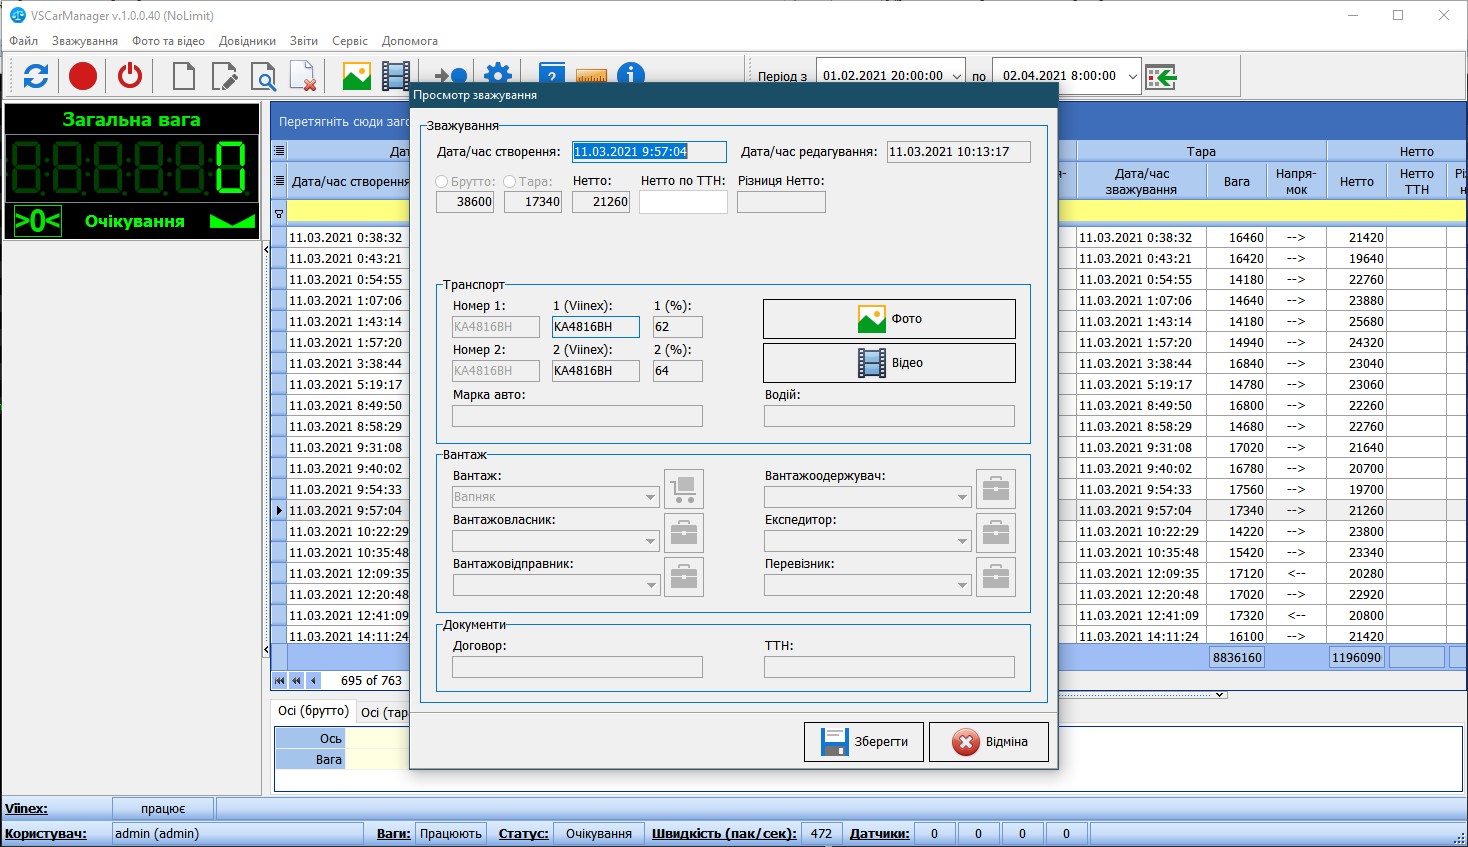 VSCarManager v.1.0.0.40 (NoLimit)
Файл Зважування Фото та відео Довідники Звіти Сервіс Допомога
Період з 01.02.2021 20:00:00 по 02.04.2021 8:00:00
Загальна вага
0
>0< Очікування
Перетягніть сюди заго
Дат
Дата/час створення
Тара Нетто
Дата/час зважування Вага Напря-мок Нетто Нетто ТТН
11.03.2021 0:38:32 11.03.2021 0:38:32 16460 --> 21420
11.03.2021 0:43:21 11.03.2021 0:43:21 16420 --> 19640
11.03.2021 0:54:55 11.03.2021 0:54:55 14180 --> 22760
11.03.2021 1:07:06 11.03.2021 1:07:06 14640 --> 23880
11.03.2021 1:43:14 11.03.2021 1:43:14 14180 --> 25680
11.03.2021 1:57:20 11.03.2021 1:57:20 14940 --> 24320
11.03.2021 3:38:44 11.03.2021 3:38:44 16840 --> 23040
11.03.2021 5:19:17 11.03.2021 5:19:17 14780 --> 23060
11.03.2021 8:49:50 11.03.2021 8:49:50 16800 --> 22260
11.03.2021 8:58:29 11.03.2021 8:58:29 14680 --> 22760
11.03.2021 9:31:08 11.03.2021 9:31:08 17020 --> 21640
11.03.2021 9:40:02 11.03.2021 9:40:02 16780 --> 20700
11.03.2021 9:54:33 11.03.2021 9:54:33 17560 --> 19700
11.03.2021 9:57:04 11.03.2021 9:57:04 17340 --> 21260
11.03.2021 10:22:29 11.03.2021 10:22:29 14220 --> 23800
11.03.2021 10:35:48 11.03.2021 10:35:48 15420 --> 23340
11.03.2021 12:09:35 11.03.2021 12:09:35 17120 <-- 20280
11.03.2021 12:20:48 11.03.2021 12:20:48 17020 --> 22920
11.03.2021 12:41:09 11.03.2021 12:41:09 17320 <-- 20800
11.03.2021 14:11:24 11.03.2021 14:11:24 16100 --> 21420
8836160 1196090
695 of 763
Осі (брутто) Осі (тар
Ось
Вага
Просмотр зважування
Зважування
Дата/час створення: 11.03.2021 9:57:04 Дата/час редагування: 11.03.2021 10:13:17
Брутто: Тара: Нетто: Нетто по ТТН: Різниця Нетто:
38600 17340 21260
Транспорт
Номер 1: 1 (Viinex): 1 (%):
KA4816BH KA4816BH 62
Фото
Номер 2: 2 (Viinex): 2 (%):
KA4816BH KA4816BH 64
Відео
Марка авто: Водій:
Вантаж
Вантаж: Вантажоодержувач:
Вапняк
Вантажовласник: Експедитор:
Вантажовідправник: Перевізник:
Документи
Договор: ТТН:
Зберегти Відміна
Viinex: працює
Користувач: admin (admin) Ваги: Працюють Статус: Очікування Швидкість (пак/сек): 472 Датчики: 0 0 0 0